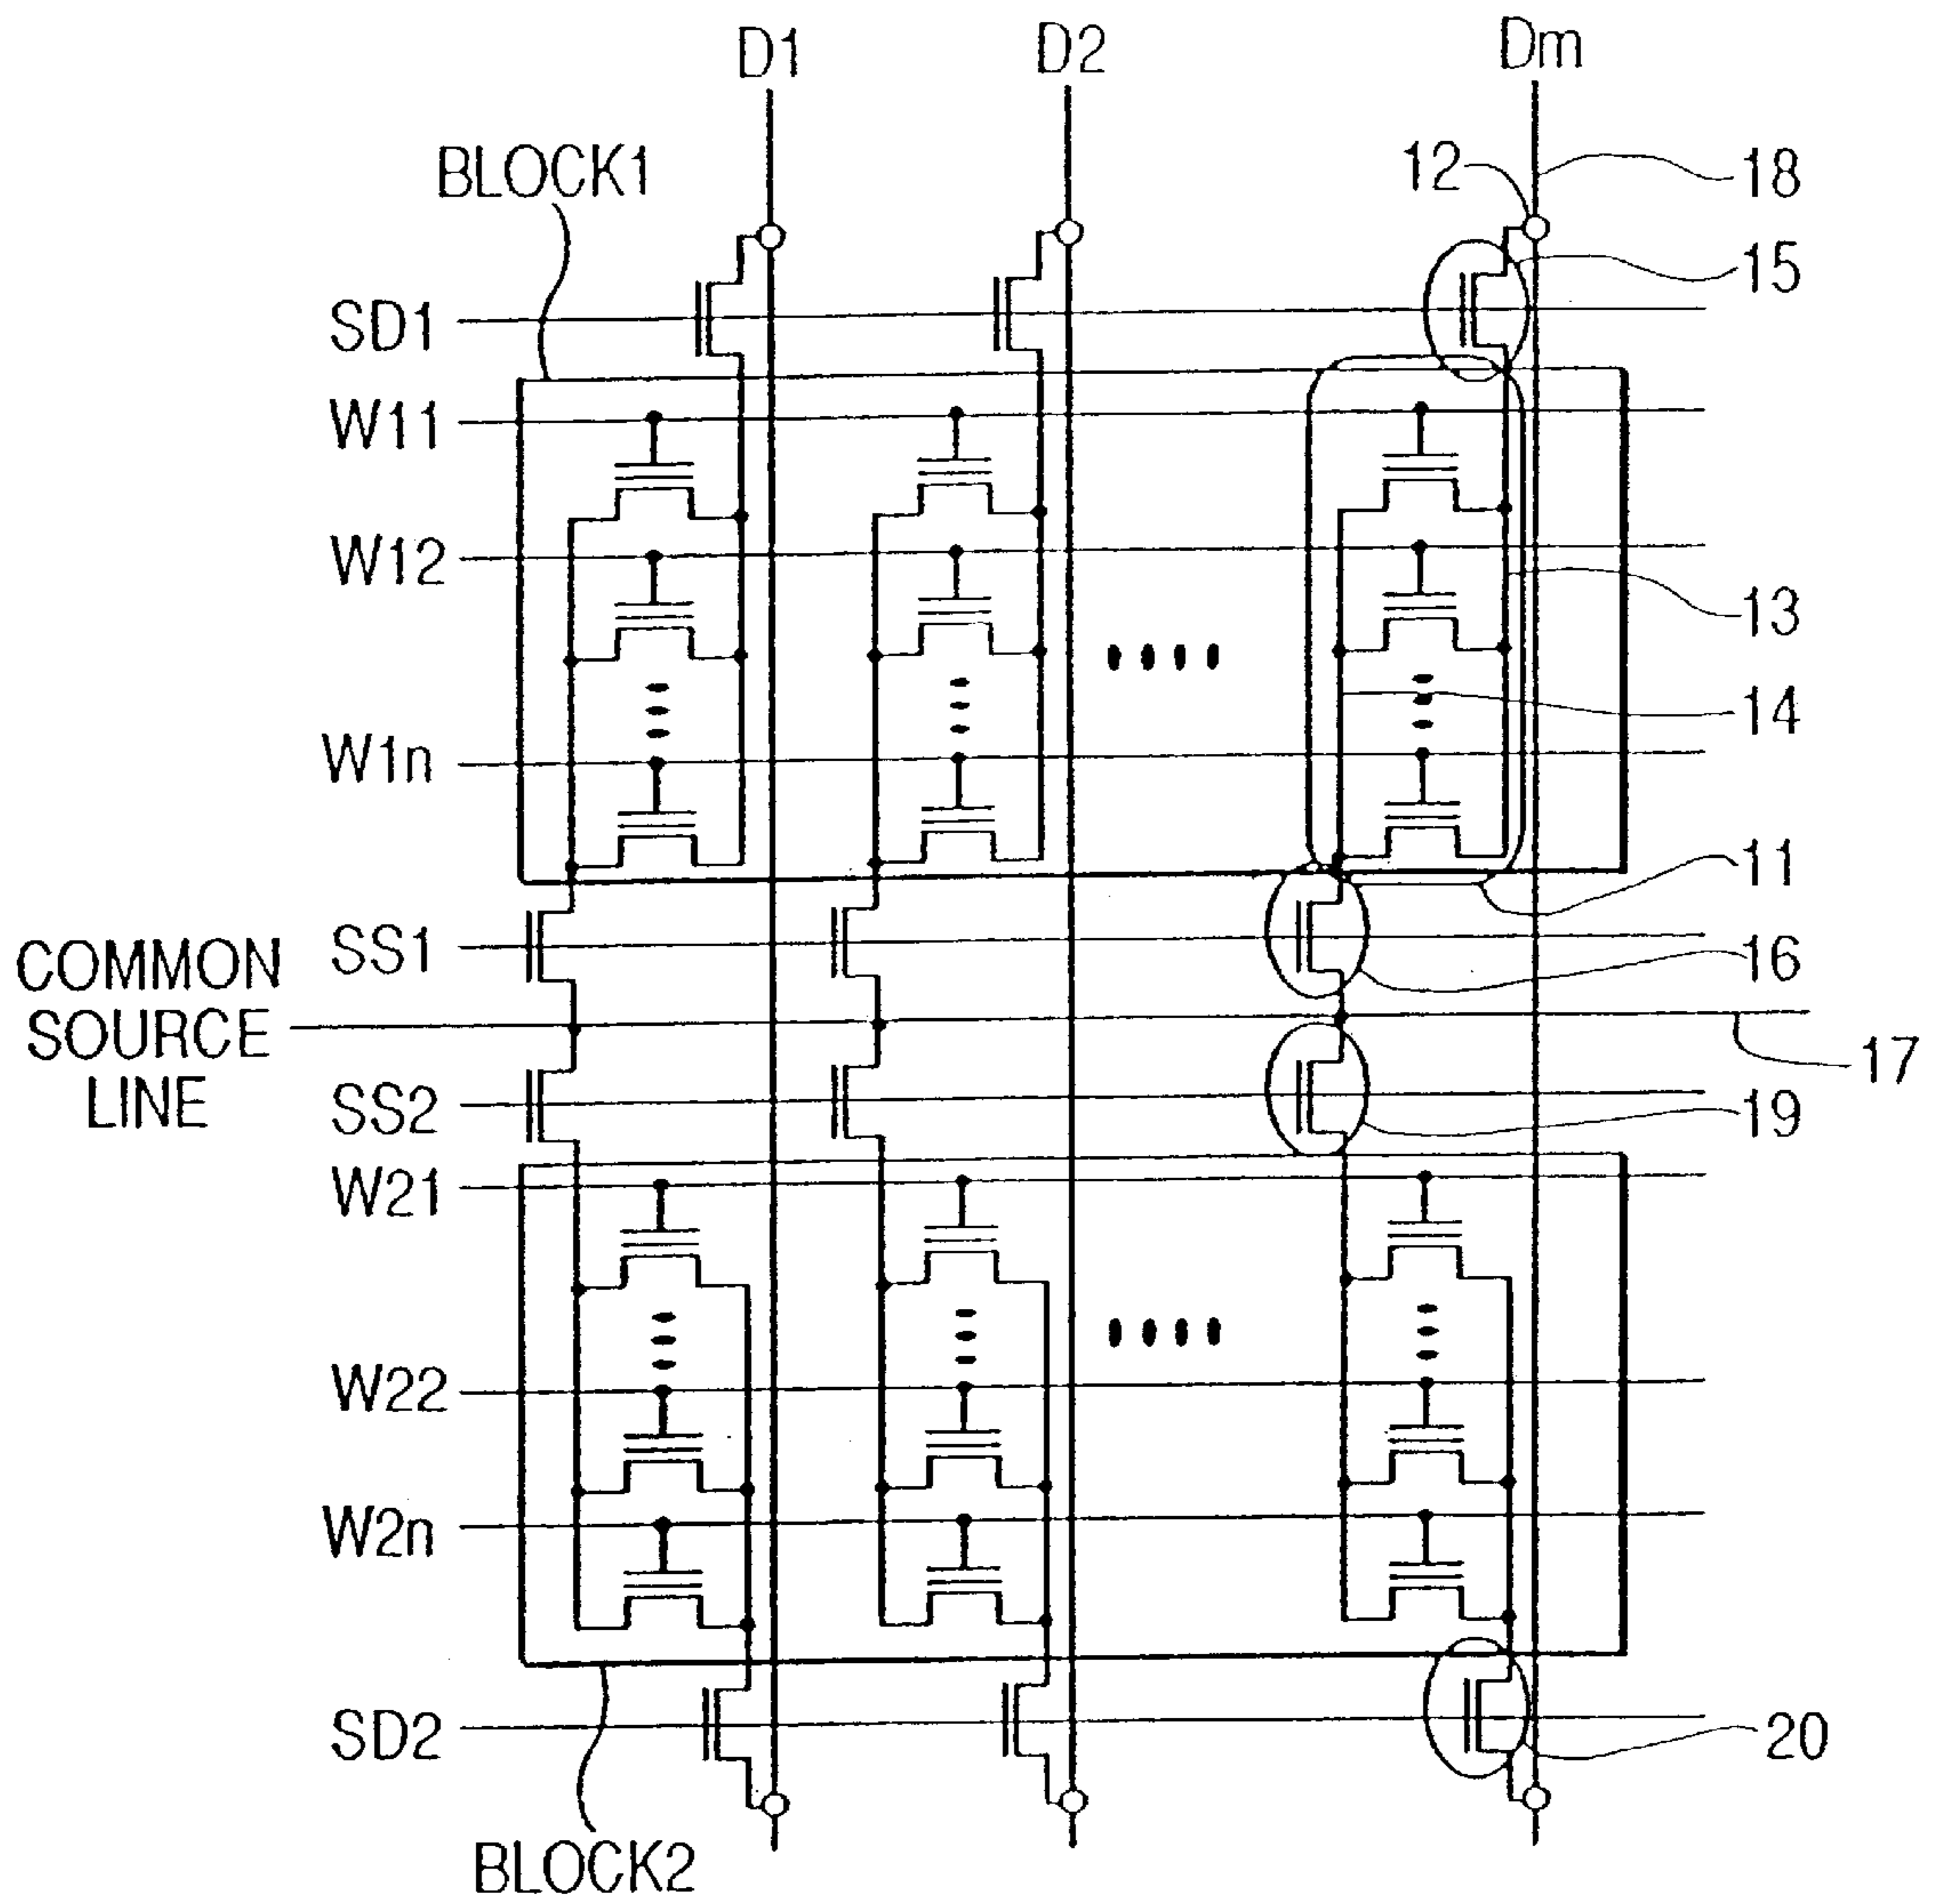 D1
D2
Dm
BLOCK1
12
18
15
SD1
W11
W12
13
14
W1n
11
SS1
16
COMMON
SOURCE
LINE
17
SS2
19
W21
W22
W2n
SD2
20
BLOCK2